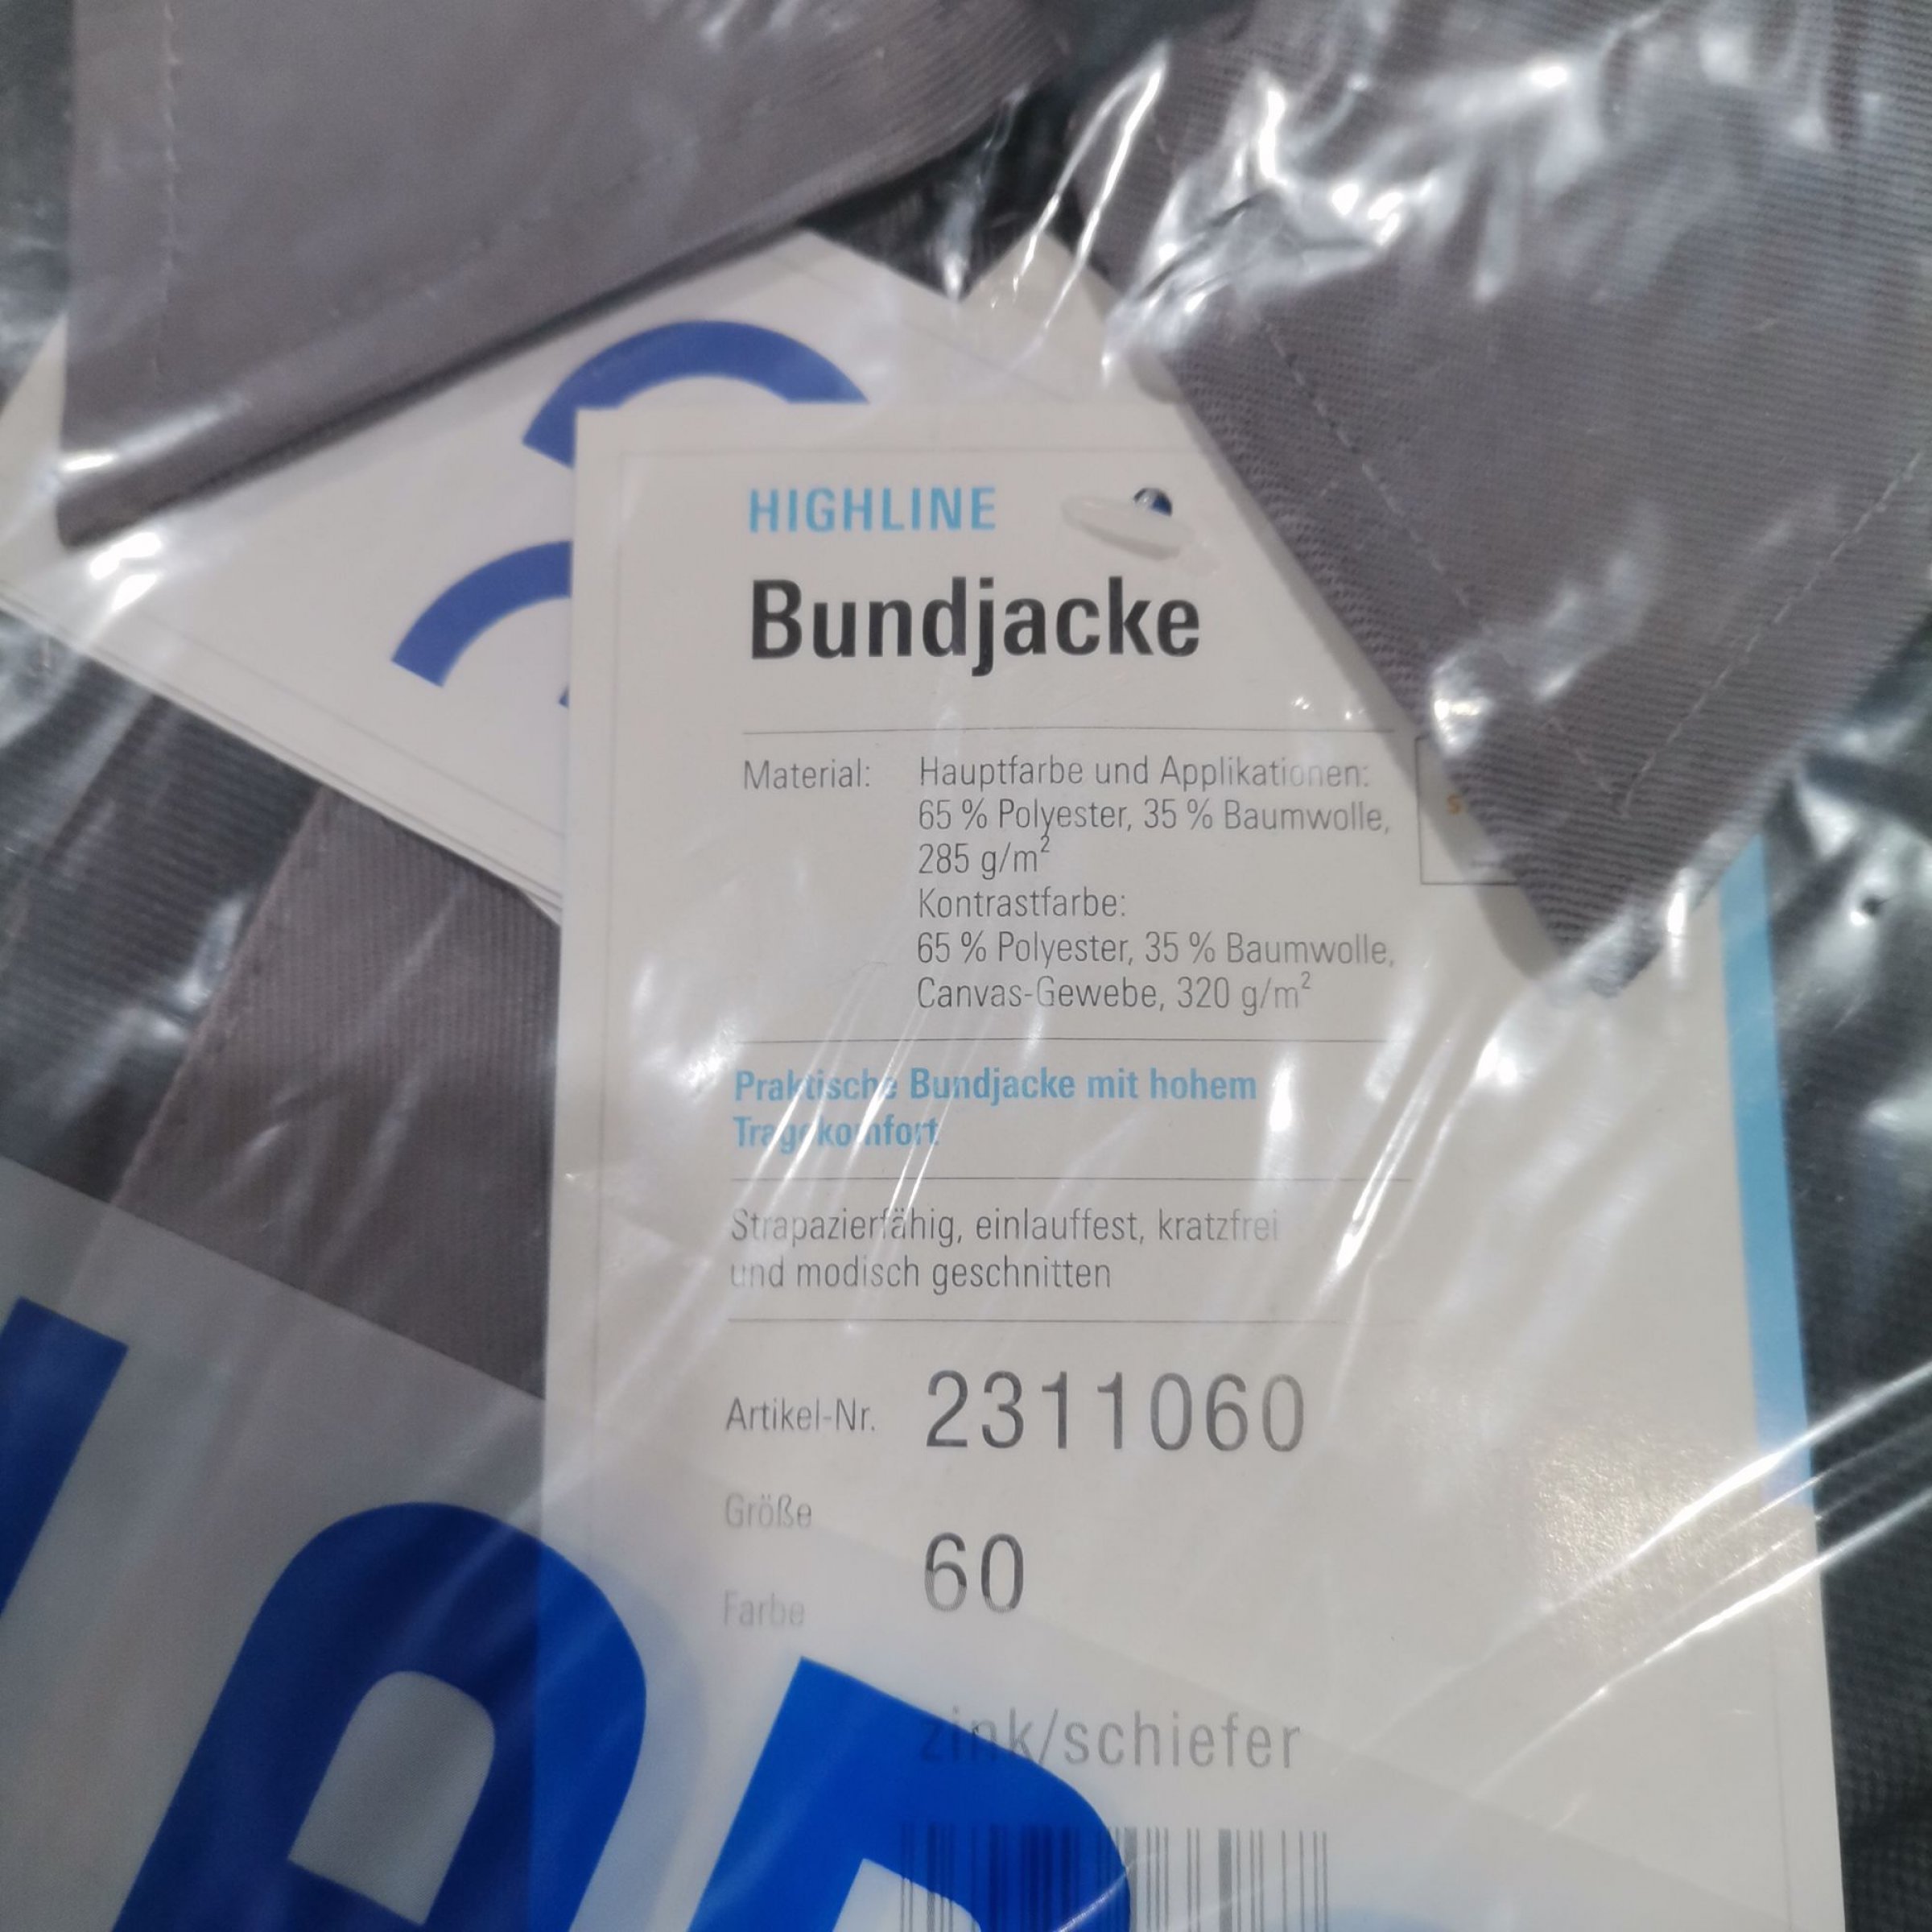 HIGHLINE
Bundjacke
Material: Hauptfarbe und Applikationen:
65 % Polyester, 35 % Baumwolle,
285 g/m²
Kontrastfarbe:
65 % Polyester, 35 % Baumwolle,
Canvas-Gewebe, 320 g/m²
Praktische Bundjacke mit hohem
Tragekomfort
Strapazierfähig, einlauffest, kratzfrei
und modisch geschnitten
Artikel-Nr. 2311060
Größe
60
Farbe
zink/schiefer